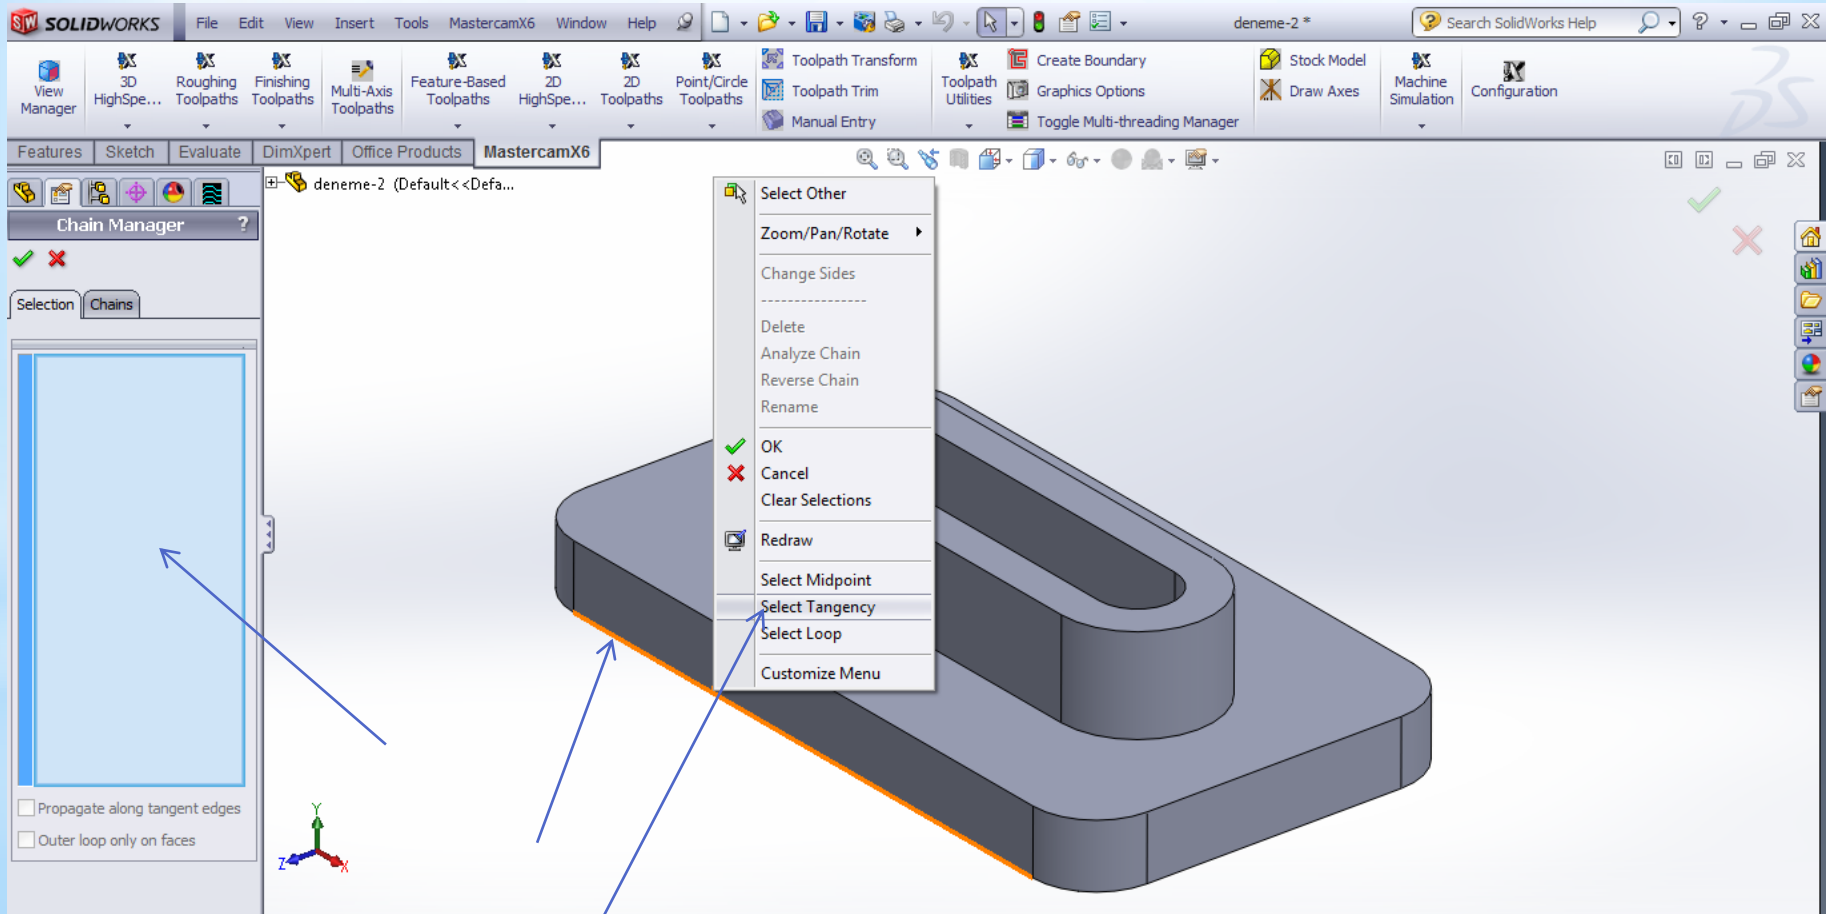 SOLIDWORKS File Edit View Insert Tools MastercamX6 Window Help deneme-2 * Search SolidWorks Help
View Manager
3D HighSpe...
Roughing Toolpaths
Finishing Toolpaths
Multi-Axis Toolpaths
Feature-Based Toolpaths
2D HighSpe...
2D Toolpaths
Point/Circle Toolpaths
Toolpath Transform
Toolpath Trim
Manual Entry
Toolpath Utilities
Create Boundary
Graphics Options
Toggle Multi-threading Manager
Stock Model
Draw Axes
Machine Simulation
Configuration
Features Sketch Evaluate DimXpert Office Products MastercamX6
deneme-2 (Default<<Defa...
Chain Manager ?
Selection Chains
Propagate along tangent edges
Outer loop only on faces
Select Other
Zoom/Pan/Rotate
Change Sides
----------------
Delete
Analyze Chain
Reverse Chain
Rename
OK
Cancel
Clear Selections
Redraw
Select Midpoint
Select Tangency
Select Loop
Customize Menu
Y
Z
X